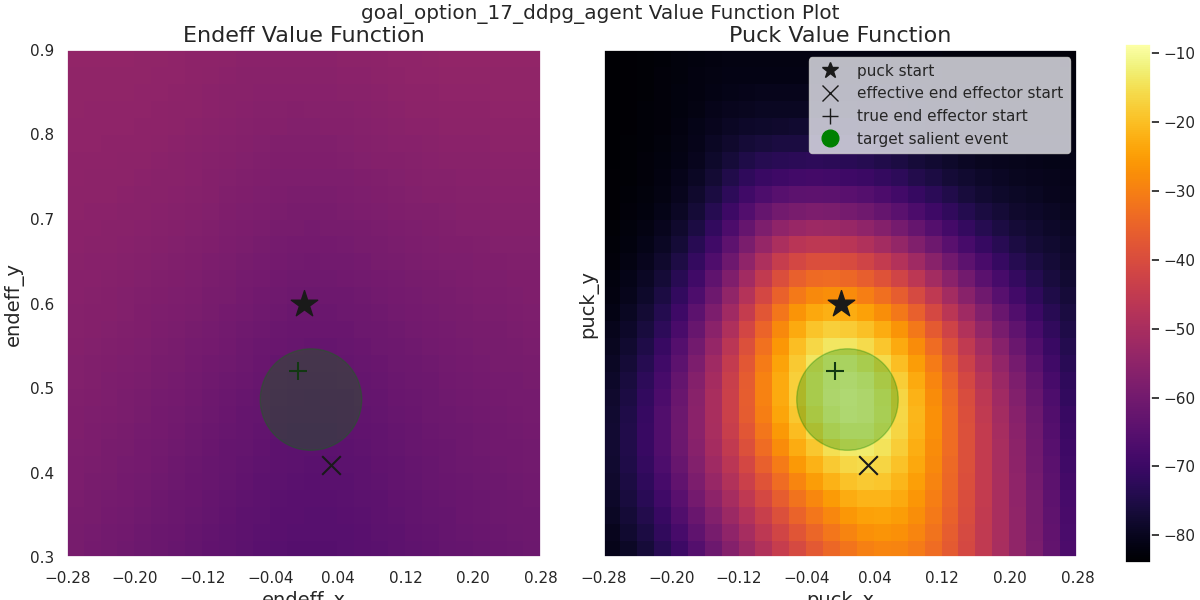 goal_option_17_ddpg_agent Value Function Plot
Endeff Value Function
Puck Value Function
endeff_y
0.9
0.8
0.7
0.6
0.5
0.4
0.3
−0.28 −0.20 −0.12 −0.04 0.04 0.12 0.20 0.28
endeff_x
puck_y
puck start
effective end effector start
true end effector start
target salient event
−0.28 −0.20 −0.12 −0.04 0.04 0.12 0.20 0.28
puck_x
−10
−20
−30
−40
−50
−60
−70
−80